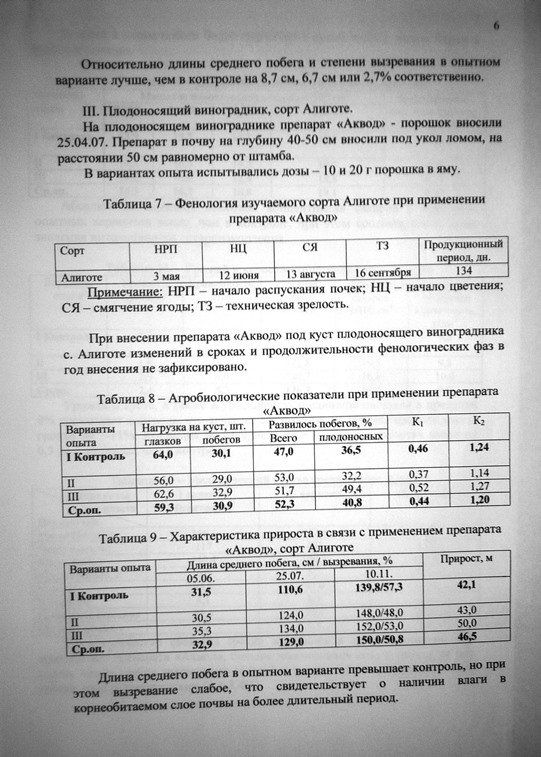 6
Относительно длины среднего побега и степени вызревания в опытном
варианте лучше, чем в контроле на 8,7 см, 6,7 см или 2,7% соответственно.
III. Плодоносящий виноградник, сорт Алиготе.
На плодоносящем винограднике препарат «Аквод» - порошок вносили
25.04.07. Препарат в почву на глубину 40-50 см вносили под укол ломом, на
расстоянии 50 см равномерно от штамба.
В вариантах опыта испытывались дозы – 10 и 20 г порошка в яму.
Таблица 7 – Фенология изучаемого сорта Алиготе при применении
препарата «Аквод»
Сорт НРП НЦ СЯ ТЗ Продукционный
период, дн.
Алиготе 3 мая 12 июня 13 августа 16 сентября 134
Примечание: НРП – начало распускания почек; НЦ – начало цветения;
СЯ – смягчение ягоды; ТЗ – техническая зрелость.
При внесении препарата «Аквод» под куст плодоносящего виноградника
с. Алиготе изменений в сроках и продолжительности фенологических фаз в
год внесения не зафиксировано.
Таблица 8 – Агробиологические показатели при применении препарата
«Аквод»
Варианты Нагрузка на куст, шт. Развилось побегов, % К1 К2
опыта глазков побегов Всего плодоносных
I Контроль 64,0 30,1 47,0 36,5 0,46 1,24
II 56,0 29,0 53,0 32,2 0,37 1,14
III 62,6 32,9 51,7 49,4 0,52 1,27
Ср.оп. 59,3 30,9 52,3 40,8 0,44 1,20
Таблица 9 – Характеристика прироста в связи с применением препарата
«Аквод», сорт Алиготе
Варианты опыта Длина среднего побега, см / вызревания, % Прирост, м
05.06. 25.07. 10.11.
I Контроль 31,5 110,6 139,8/57,3 42,1
II 30,5 124,0 148,0/48,0 43,0
III 35,3 134,0 152,0/53,0 50,0
Ср.оп. 32,9 129,0 150,0/50,8 46,5
Длина среднего побега в опытном варианте превышает контроль, но при
этом вызревание слабое, что свидетельствует о наличии влаги в
корнеобитаемом слое почвы на более длительный период.